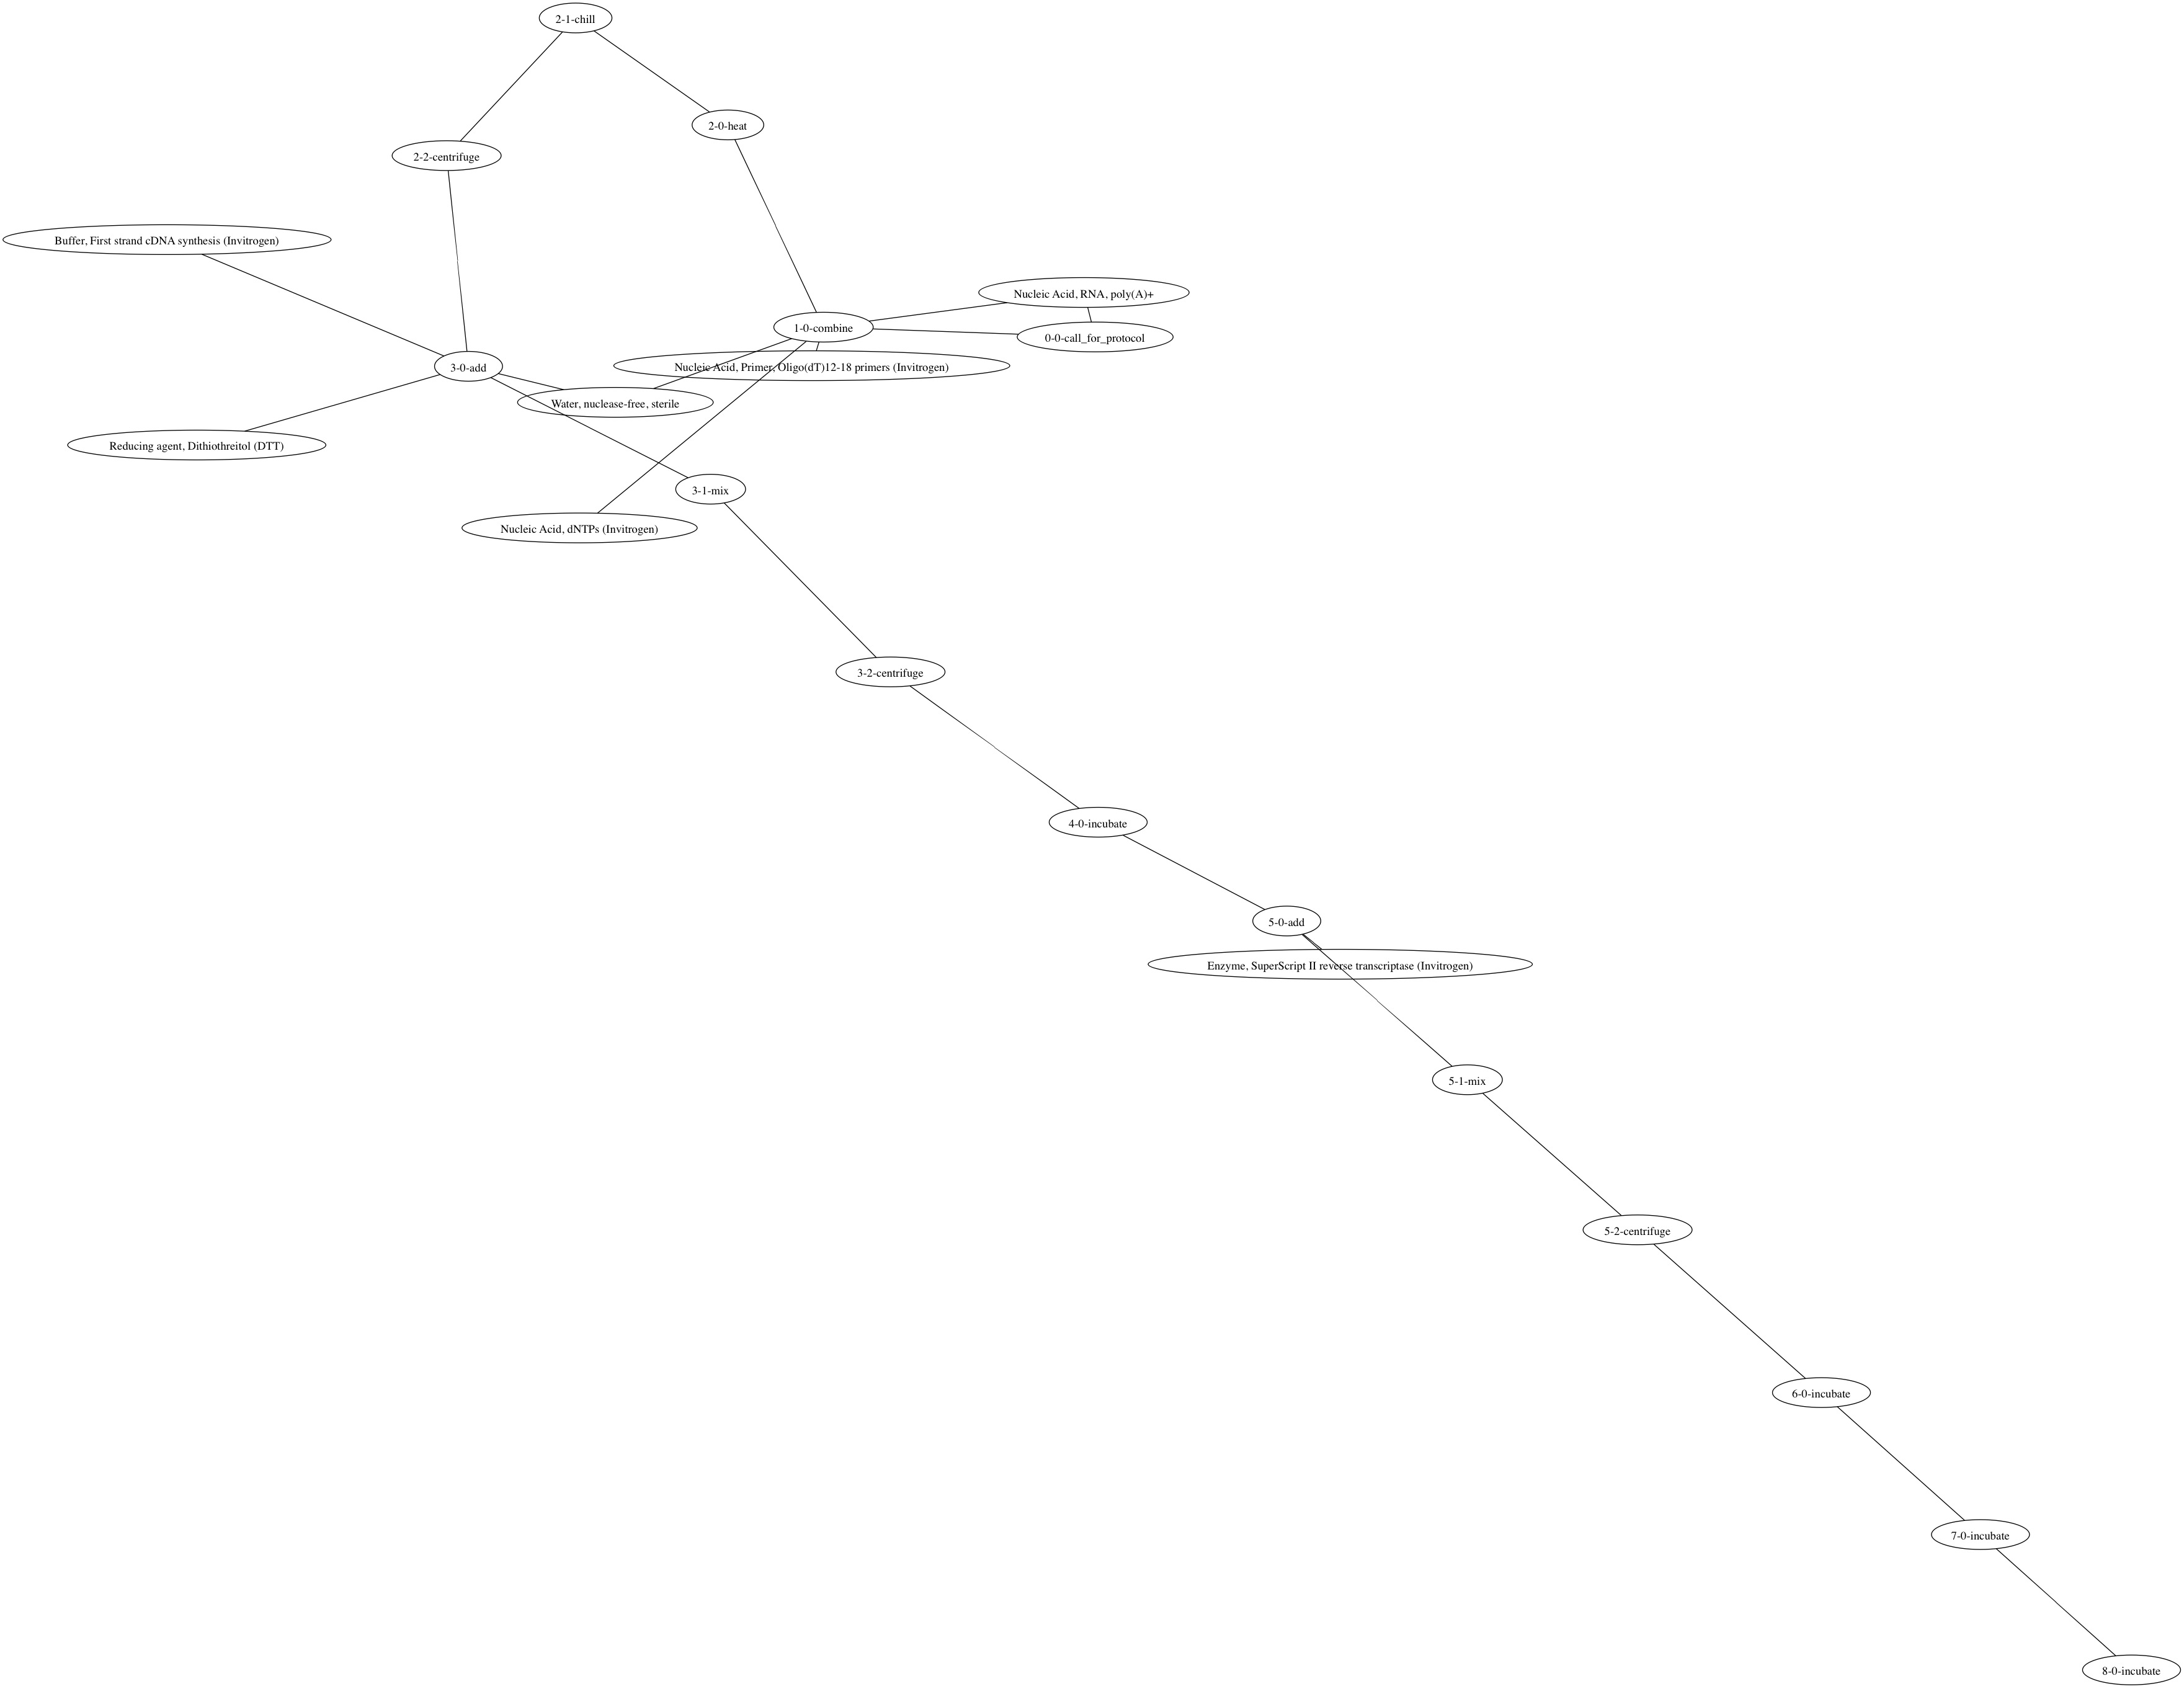 2-1-chill
2-0-heat
2-2-centrifuge
Buffer, First strand cDNA synthesis (Invitrogen)
Nucleic Acid, RNA, poly(A)+
1-0-combine
0-0-call_for_protocol
3-0-add
Nucleic Acid, Primer, Oligo(dT)12-18 primers (Invitrogen)
Water, nuclease-free, sterile
Reducing agent, Dithiothreitol (DTT)
3-1-mix
Nucleic Acid, dNTPs (Invitrogen)
3-2-centrifuge
4-0-incubate
5-0-add
Enzyme, SuperScript II reverse transcriptase (Invitrogen)
5-1-mix
5-2-centrifuge
6-0-incubate
7-0-incubate
8-0-incubate